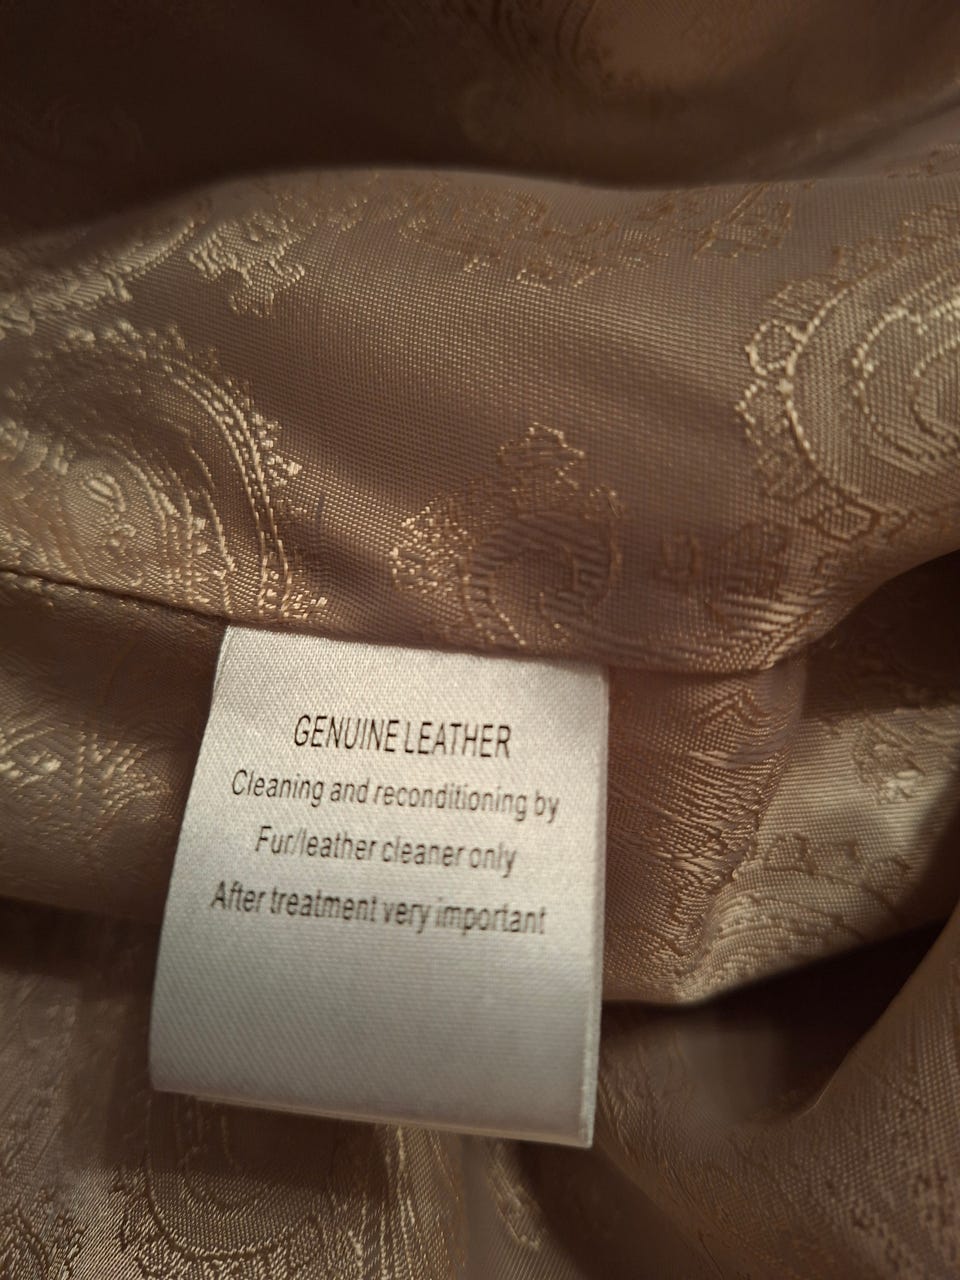 GENUINE LEATHER
Cleaning and reconditioning by
Fur/leather cleaner only
After treatment very important